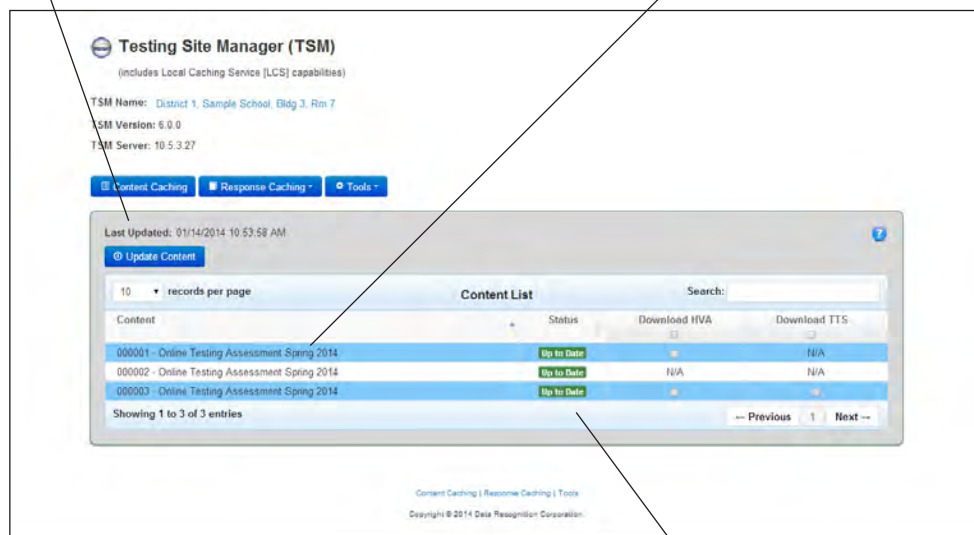 Testing Site Manager (TSM)
(includes Local Caching Service [LCS] capabilities)
TSM Name: District 1, Sample School, Bldg 3, Rm 7
TSM Version: 6.0.0
TSM Server: 10.5.3.27
Content Caching Response Caching Tools
Last Updated: 01/14/2014 10:53:58 AM
?
Update Content
10 records per page Content List Search:
Content Status Download HVA Download TTS
000001 - Online Testing Assessment Spring 2014 Up to Date N/A
000002 - Online Testing Assessment Spring 2014 Up to Date N/A N/A
000003 - Online Testing Assessment Spring 2014 Up to Date
Showing 1 to 3 of 3 entries ← Previous 1 Next →
Content Caching | Response Caching | Tools
Copyright © 2014 Data Recognition Corporation